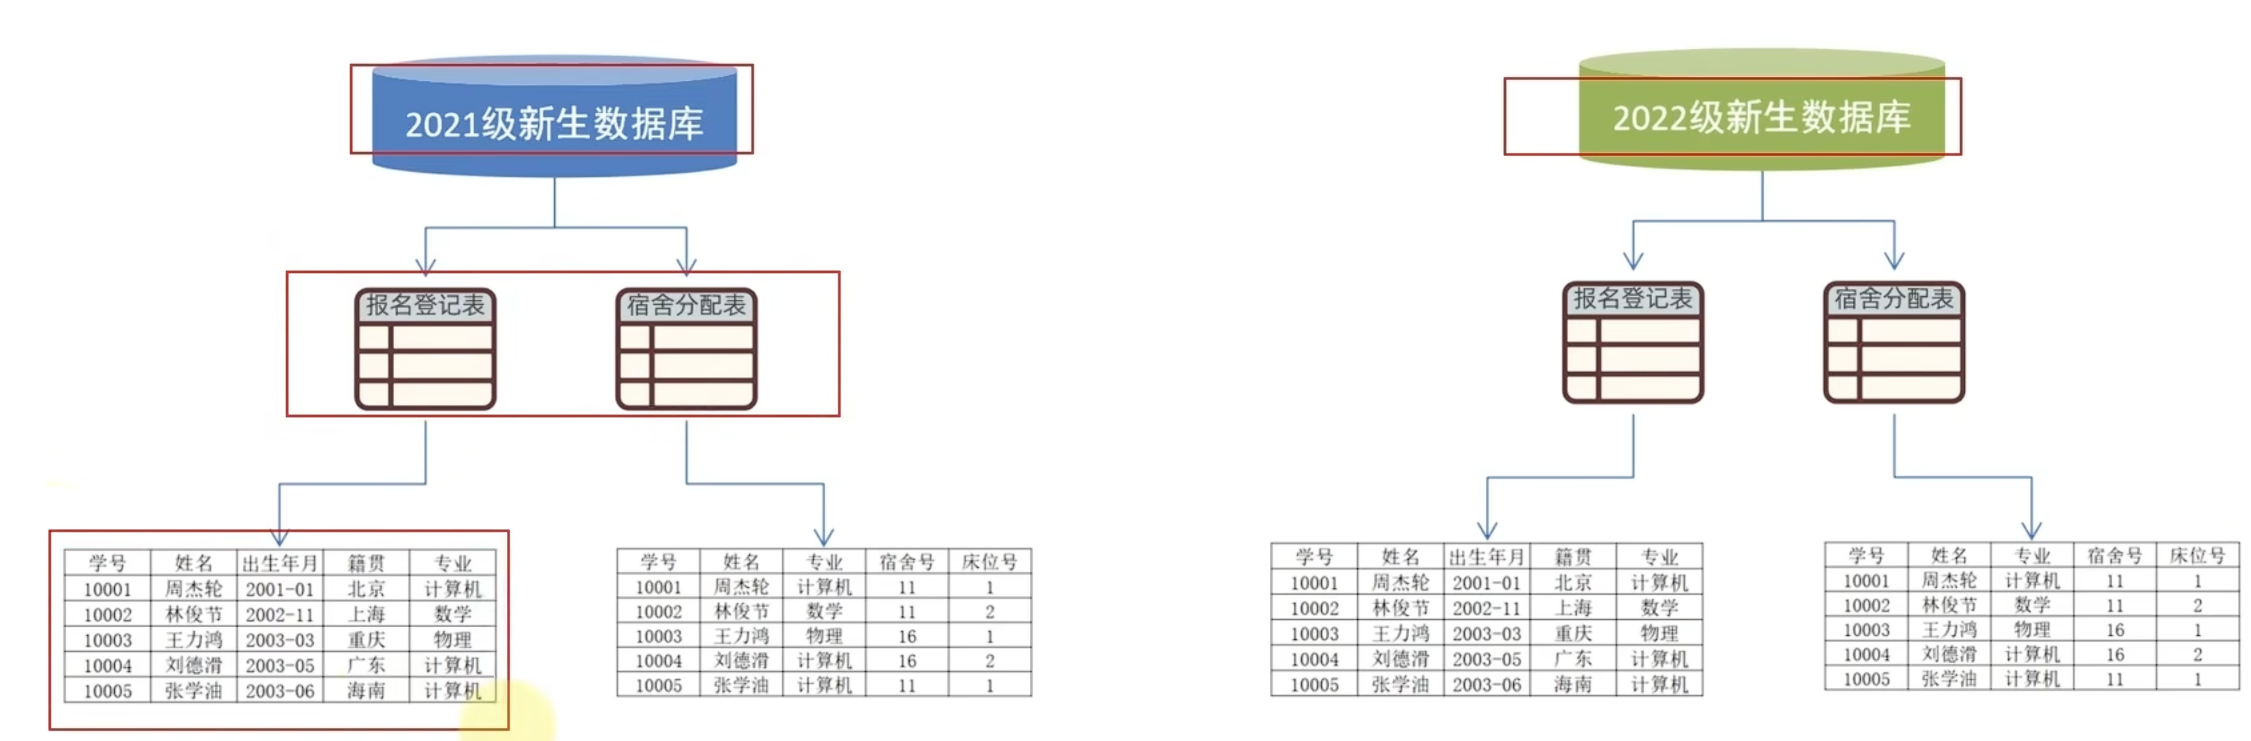 2021级新生数据库
2022级新生数据库
报名登记表
宿舍分配表
报名登记表
宿舍分配表
学号 姓名 出生年月 籍贯 专业
10001 周杰轮 2001-01 北京 计算机
10002 林俊节 2002-11 上海 数学
10003 王力鸿 2003-03 重庆 物理
10004 刘德滑 2003-05 广东 计算机
10005 张学油 2003-06 海南 计算机
学号 姓名 专业 宿舍号 床位号
10001 周杰轮 计算机 11 1
10002 林俊节 数学 11 2
10003 王力鸿 物理 16 1
10004 刘德滑 计算机 16 2
10005 张学油 计算机 11 1
学号 姓名 出生年月 籍贯 专业
10001 周杰轮 2001-01 北京 计算机
10002 林俊节 2002-11 上海 数学
10003 王力鸿 2003-03 重庆 物理
10004 刘德滑 2003-05 广东 计算机
10005 张学油 2003-06 海南 计算机
学号 姓名 专业 宿舍号 床位号
10001 周杰轮 计算机 11 1
10002 林俊节 数学 11 2
10003 王力鸿 物理 16 1
10004 刘德滑 计算机 16 2
10005 张学油 计算机 11 1